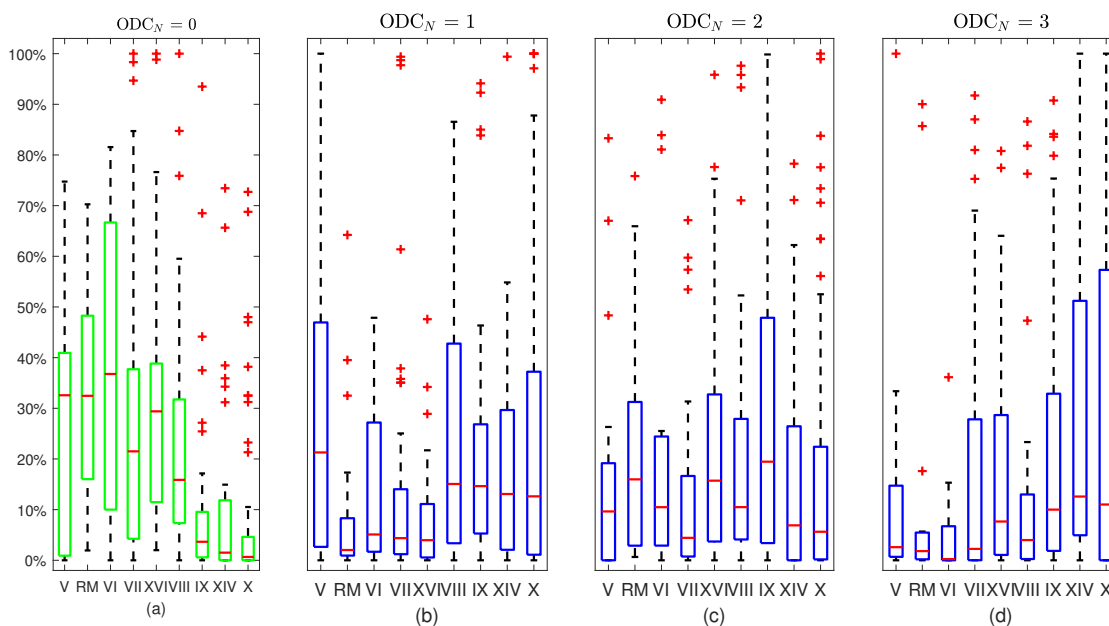 ODC_N = 0
ODC_N = 1
ODC_N = 2
ODC_N = 3
100%
90%
80%
70%
60%
50%
40%
30%
20%
10%
0%
V RM VI VII XVI VIII IX XIV X
V RM VI VII XVI VIII IX XIV X
V RM VI VII XVI VIII IX XIV X
V RM VI VII XVI VIII IX XIV X
(a)
(b)
(c)
(d)